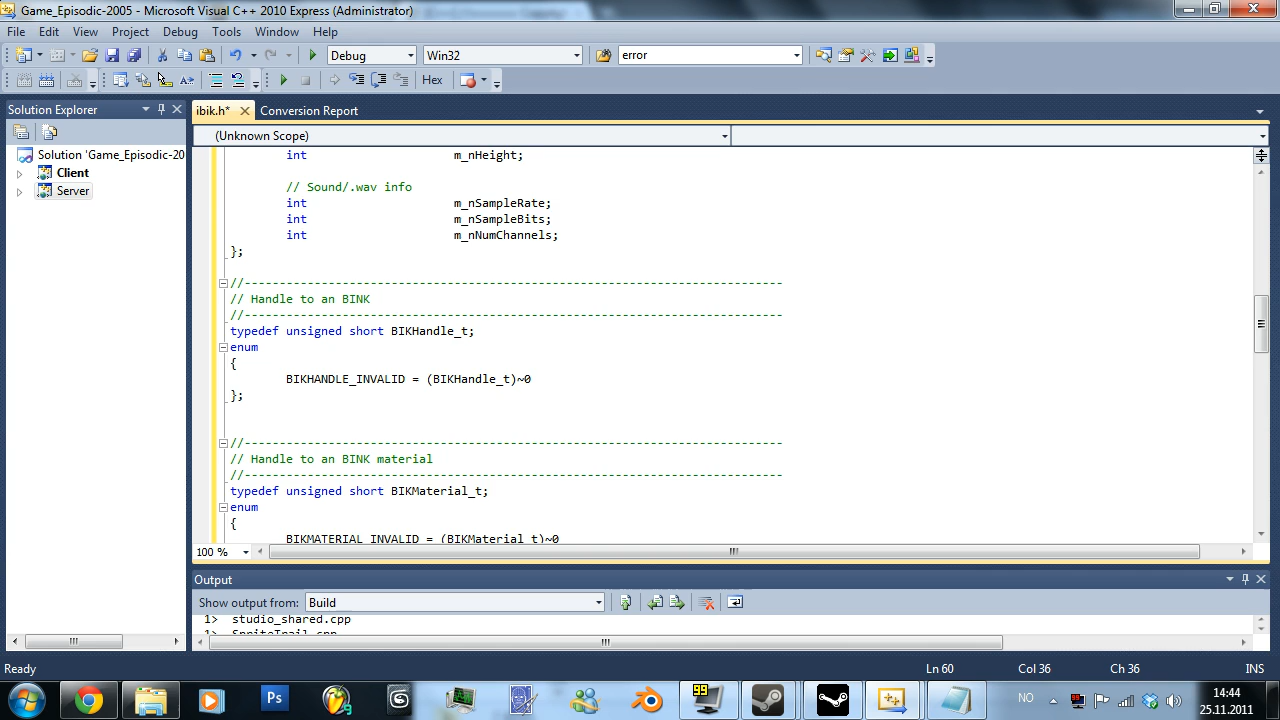 Game_Episodic-2005 - Microsoft Visual C++ 2010 Express (Administrator)
File Edit View Project Debug Tools Window Help
Debug Win32 error
Hex
Solution Explorer
ibik.h* Conversion Report
(Unknown Scope)
Solution 'Game_Episodic-20
Client
Server
int m_nHeight;
// Sound/.wav info
int m_nSampleRate;
int m_nSampleBits;
int m_nNumChannels;
};
//-----------------------------------------------------------------------------
// Handle to an BINK
//-----------------------------------------------------------------------------
typedef unsigned short BIKHandle_t;
enum
{
BIKHANDLE_INVALID = (BIKHandle_t)~0
};
//-----------------------------------------------------------------------------
// Handle to an BINK material
//-----------------------------------------------------------------------------
typedef unsigned short BIKMaterial_t;
enum
{
BIKMATERIAL_INVALID = (BIKMaterial_t)~0
100 %
Output
Show output from: Build
1> studio_shared.cpp
1> SpriteTrail.cpp
Ready Ln 60 Col 36 Ch 36 INS
Ps 99 NO 14:44
25.11.2011